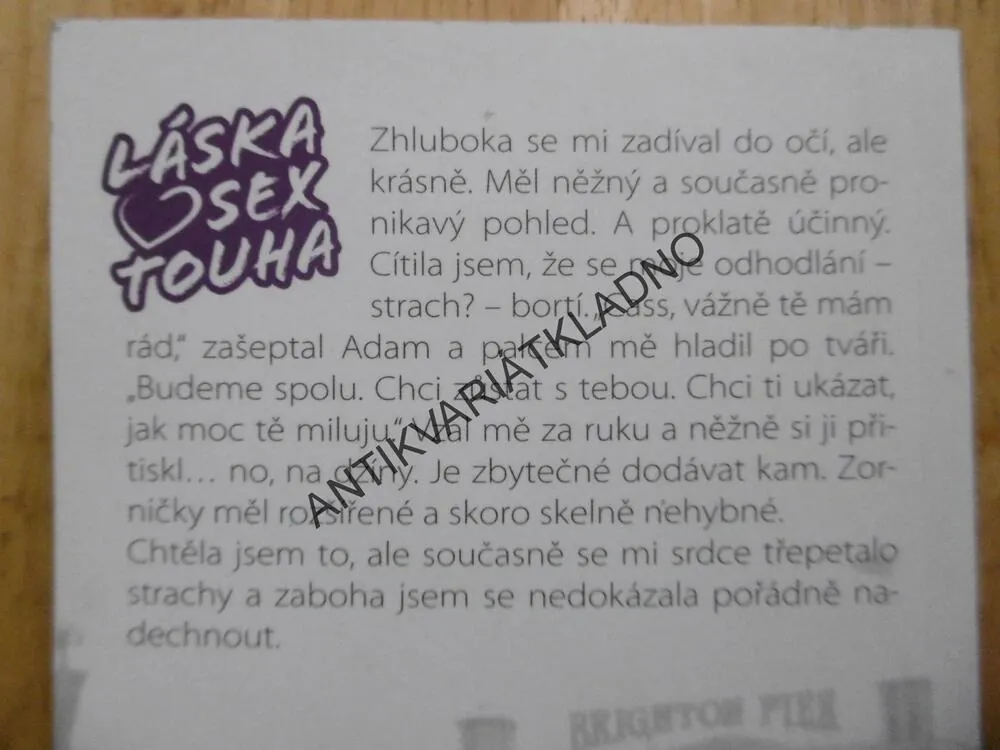 LÁSKA
SEX
TOUHA
Zhluboka se mi zadíval do očí, ale
krásně. Měl něžný a současně pro-
nikavý pohled. A proklatě účinný.
Cítila jsem, že se moje odhodlání –
strach? – bortí. „Cass, vážně tě mám
rád,“ zašeptal Adam a palcem mě hladil po tváři.
„Budeme spolu. Chci zůstat s tebou. Chci ti ukázat,
jak moc tě miluju.“ Vzal mě za ruku a něžně si ji při-
tiskl... no, na džíny. Je zbytečné dodávat kam. Zor-
ničky měl rozšířené a skoro skelně nehybné.
Chtěla jsem to, ale současně se mi srdce třepetalo
strachy a zaboha jsem se nedokázala pořádně na-
dechnout.
ANTIKVARIÁTKLADNO
BRIGHTON PIER